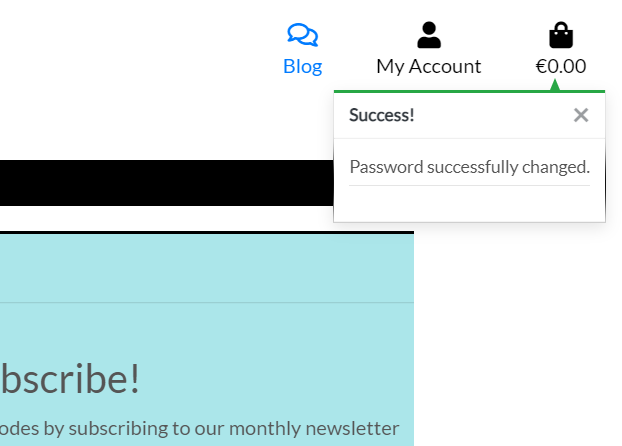 Blog
My Account
€0.00
Success!
Password successfully changed.
bscribe!
odes by subscribing to our monthly newsletter